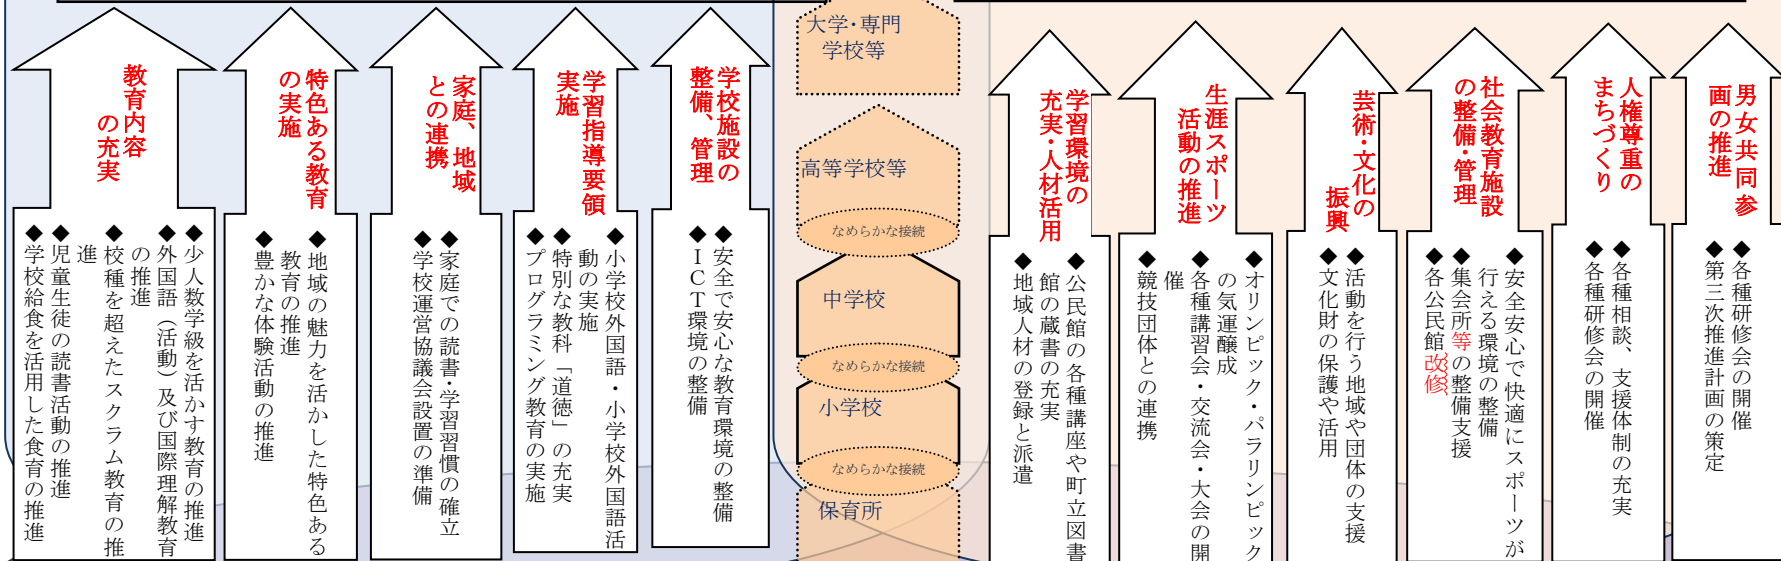 教育内容
の充実
◆少人数学級を活かす教育の推進
◆外国語（活動）及び国際理解教育
の推進
◆校種を超えたスクラム教育の推
進
◆児童生徒の読書活動の推進
◆学校給食を活用した食育の推進
特色ある教育
の実施
◆地域の魅力を活かした特色ある
教育の推進
◆豊かな体験活動の推進
家庭、地域
との連携
◆家庭での読書・学習習慣の確立
◆学校運営協議会設置の準備
学習指導要領
実施
◆小学校外国語・小学校外国語活
動の実施
◆特別な教科「道徳」の充実
◆プログラミング教育の実施
学校施設の
整備、管理
◆安全で安心な教育環境の整備
◆ＩＣＴ環境の整備
大学・専門
学校等
高等学校等
なめらかな接続
中学校
なめらかな接続
小学校
なめらかな接続
保育所
学習環境の
充実・人材活用
◆公民館の各種講座や町立図書
館の蔵書の充実
◆地域人材の登録と派遣
生涯スポーツ
活動の推進
◆オリンピック・パラリンピック
の気運醸成
◆各種講習会・交流会・大会の開
催
◆競技団体との連携
芸術・文化の
振興
◆活動を行う地域や団体の支援
◆文化財の保護や活用
社会教育施設
の整備・管理
◆安全安心で快適にスポーツが
行える環境の整備
◆集会所等の整備支援
◆各公民館改修
人権尊重の
まちづくり
◆各種相談、支援体制の充実
◆各種研修会の開催
男女共同参
画の推進
◆各種研修会の開催
◆第三次推進計画の策定